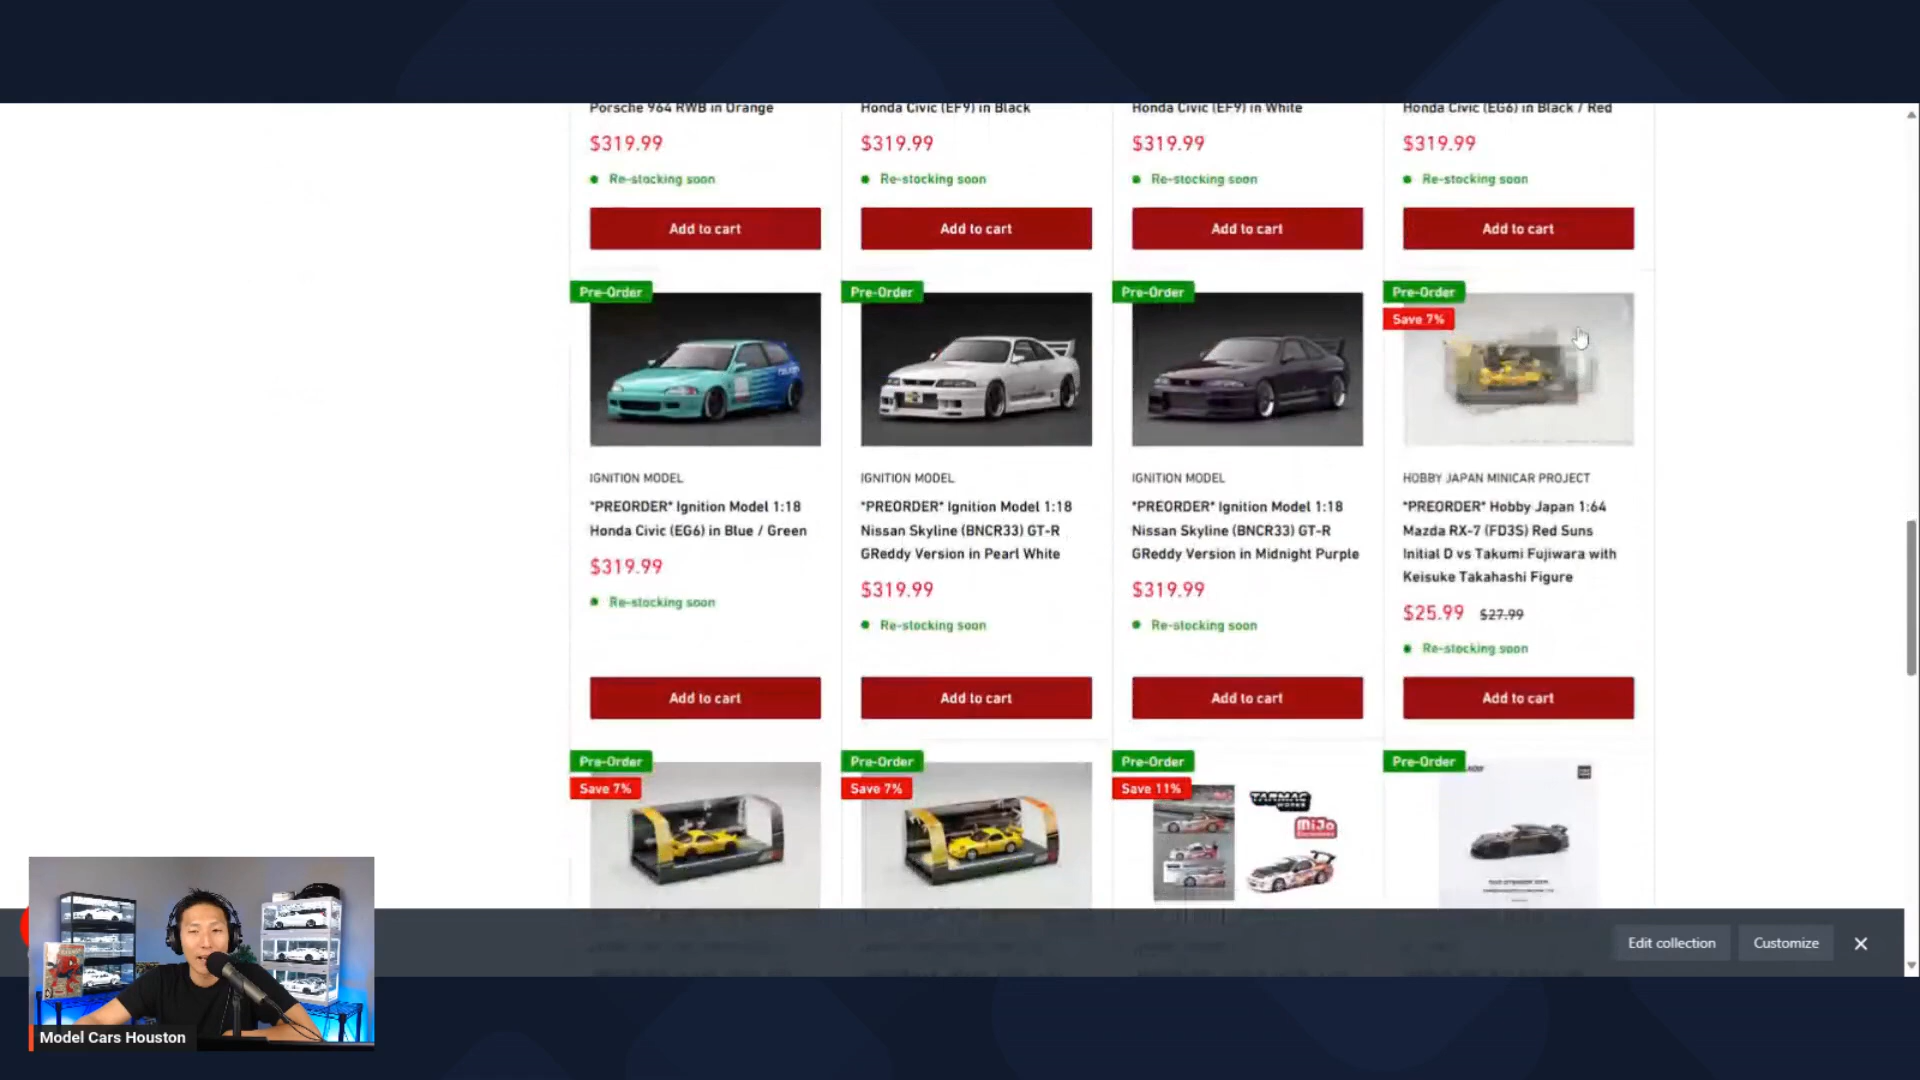 Porsche 964 RWB in Orange
Honda Civic (EF9) in Black
Honda Civic (EF9) in White
Honda Civic (EG6) in Black / Red
$319.99
$319.99
$319.99
$319.99
Re-stocking soon
Re-stocking soon
Re-stocking soon
Re-stocking soon
Add to cart
Add to cart
Add to cart
Add to cart
Pre-Order
Pre-Order
Pre-Order
Pre-Order
Save 7%
IGNITION MODEL
*PREORDER* Ignition Model 1:18
Honda Civic (EG6) in Blue / Green
$319.99
Re-stocking soon
Add to cart
IGNITION MODEL
*PREORDER* Ignition Model 1:18
Nissan Skyline (BNCR33) GT-R
GReddy Version in Pearl White
$319.99
Re-stocking soon
Add to cart
IGNITION MODEL
*PREORDER* Ignition Model 1:18
Nissan Skyline (BNCR33) GT-R
GReddy Version in Midnight Purple
$319.99
Re-stocking soon
Add to cart
HOBBY JAPAN MINICAR PROJECT
*PREORDER* Hobby Japan 1:64
Mazda RX-7 (FD3S) Red Suns
Initial D vs Takumi Fujiwara with
Keisuke Takahashi Figure
$25.99 $27.99
Re-stocking soon
Add to cart
Pre-Order
Save 7%
Pre-Order
Save 7%
Pre-Order
Save 11%
TARMAC
WORKS
MiJo
Pre-Order
Edit collection
Customize
Model Cars Houston